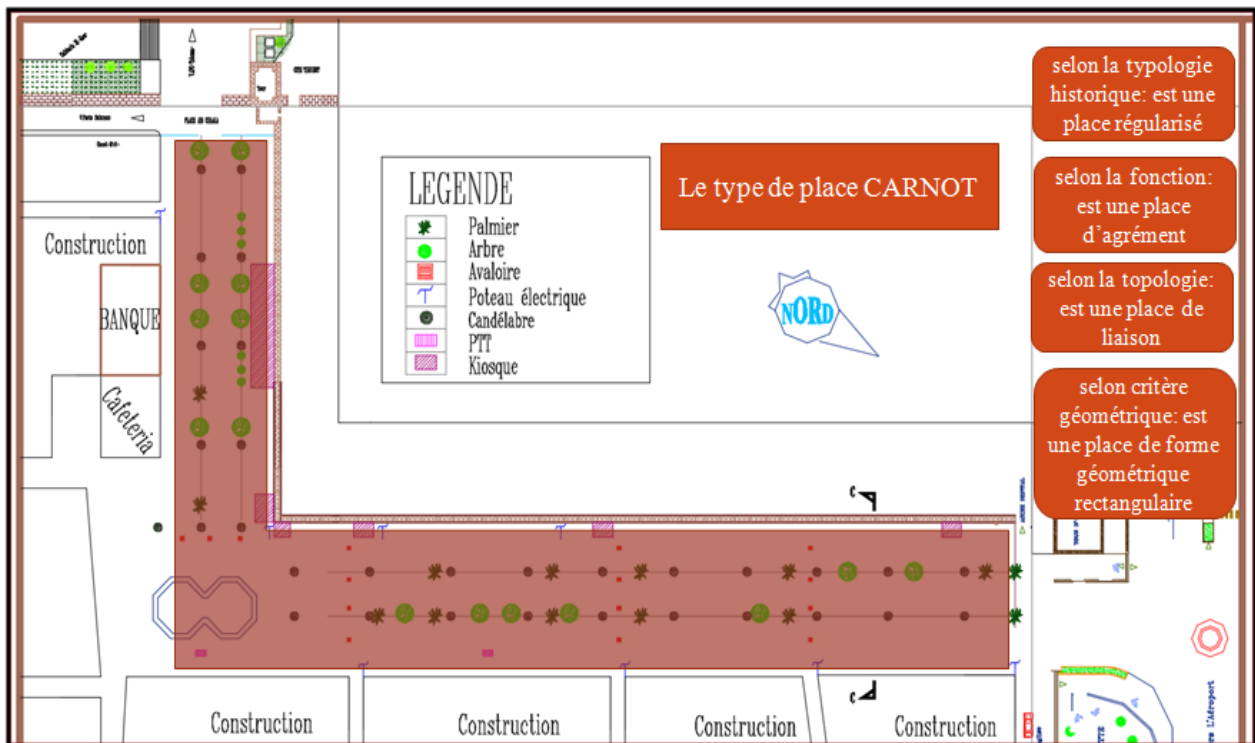 selon la typologie
historique: est une
place régularisé
Le type de place CARNOT
selon la fonction:
est une place
d'agrément
selon la topologie:
est une place de
liaison
selon critère
géométrique: est
une place de forme
géométrique
rectangulaire
LEGENDE
Palmier
Arbre
Avaloire
Poteau électrique
Candélabre
PTT
Kiosque
NORD
Construction
BANQUE
Cafeteria
C
C
Construction
Construction
Construction
Construction